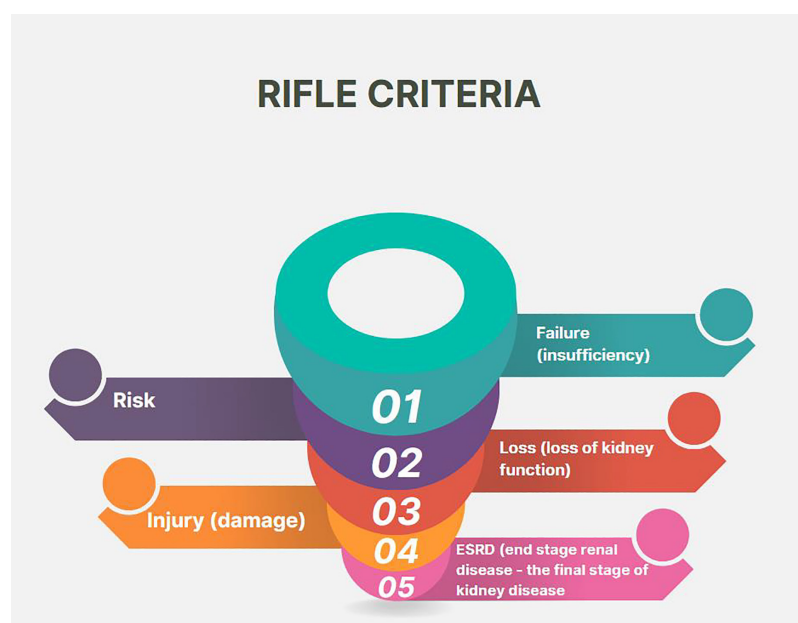 RIFLE CRITERIA
Failure
(insufficiency)
01
Risk
02
Loss (loss of kidney
function)
03
Injury (damage)
04
ESRD (end stage renal
disease - the final stage of
kidney disease
05